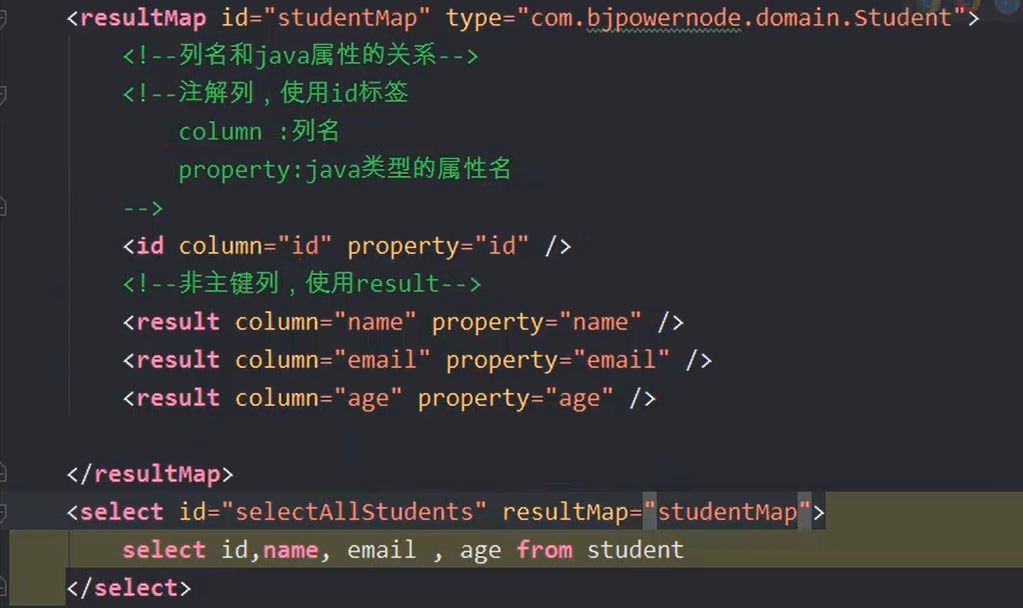 <resultMap id="studentMap" type="com.bjpowernode.domain.Student">
<!--列名和java属性的关系-->
<!--注解列，使用id标签
column :列名
property:java类型的属性名
-->
<id column="id" property="id" />
<!--非主键列，使用result-->
<result column="name" property="name" />
<result column="email" property="email" />
<result column="age" property="age" />
</resultMap>
<select id="selectAllStudents" resultMap="studentMap">
select id,name, email , age from student
</select>